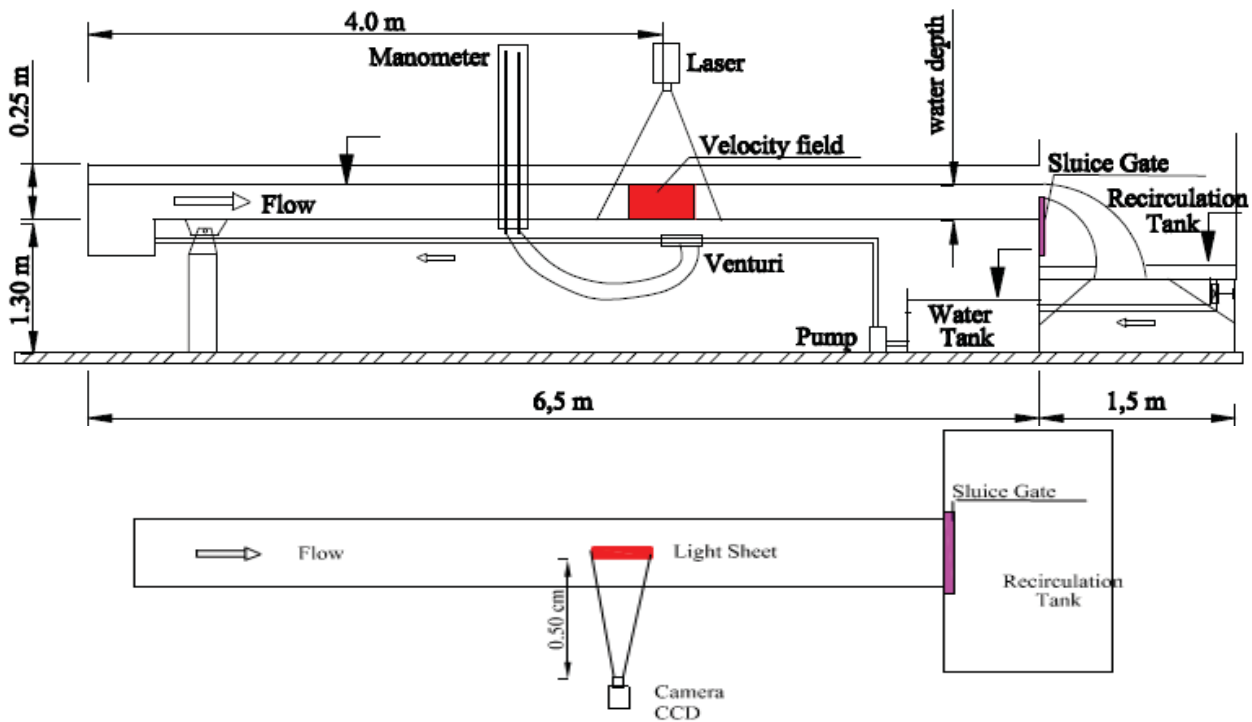 4.0 m
Manometer
Laser
water depth
0.25 m
Velocity field
Sluice Gate
Flow
Recirculation
Tank
Venturi
1.30 m
Water
Tank
Pump
6,5 m
1,5 m
Sluice Gate
Flow
Light Sheet
Recirculation
Tank
0.50 cm
Camera
CCD